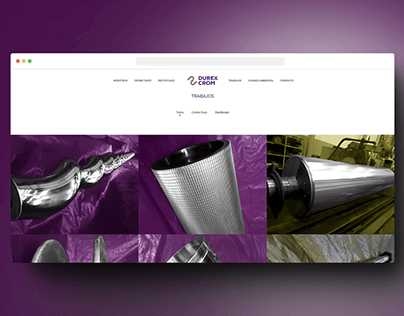 NOSOTROS CROMO DURO RECTIFICADO DUREX CROM TRABAJOS CUIDADO AMBIENTAL CONTACTO
TRABAJOS
Todos Cromo Duro Rectificado